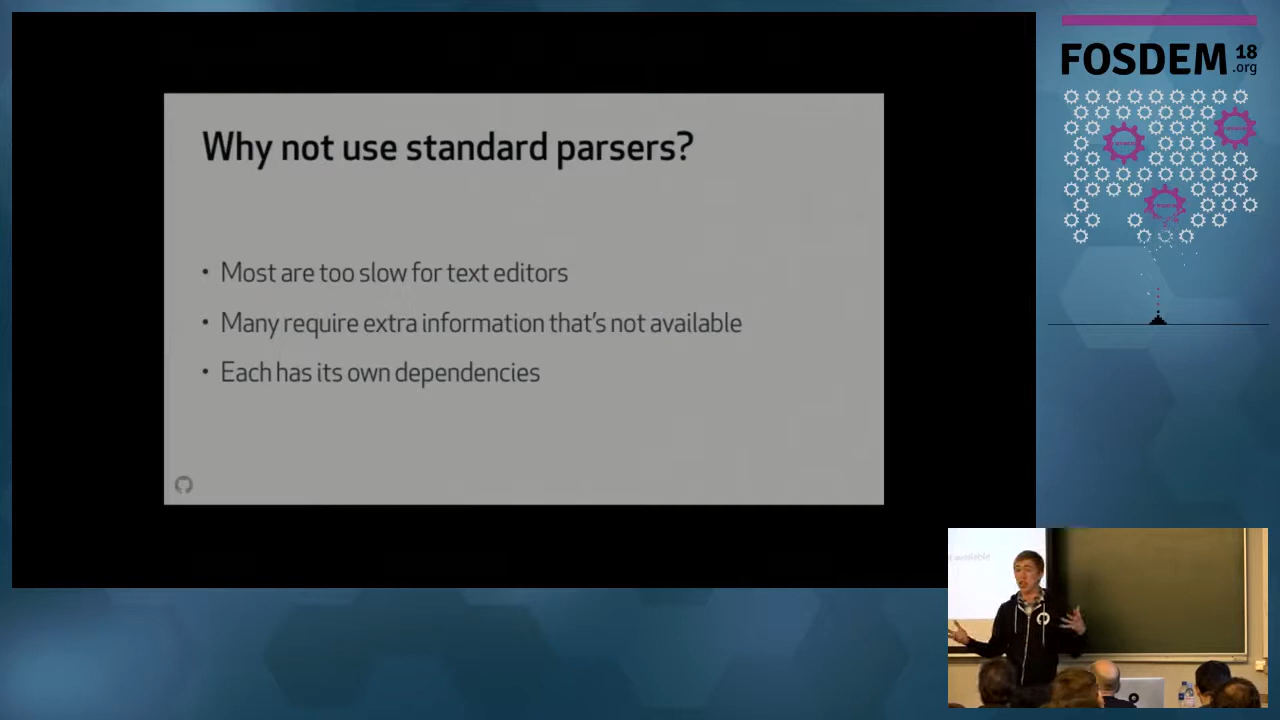 Why not use standard parsers?
• Most are too slow for text editors
• Many require extra information that's not available
• Each has its own dependencies
FOSDEM 18
.org
available